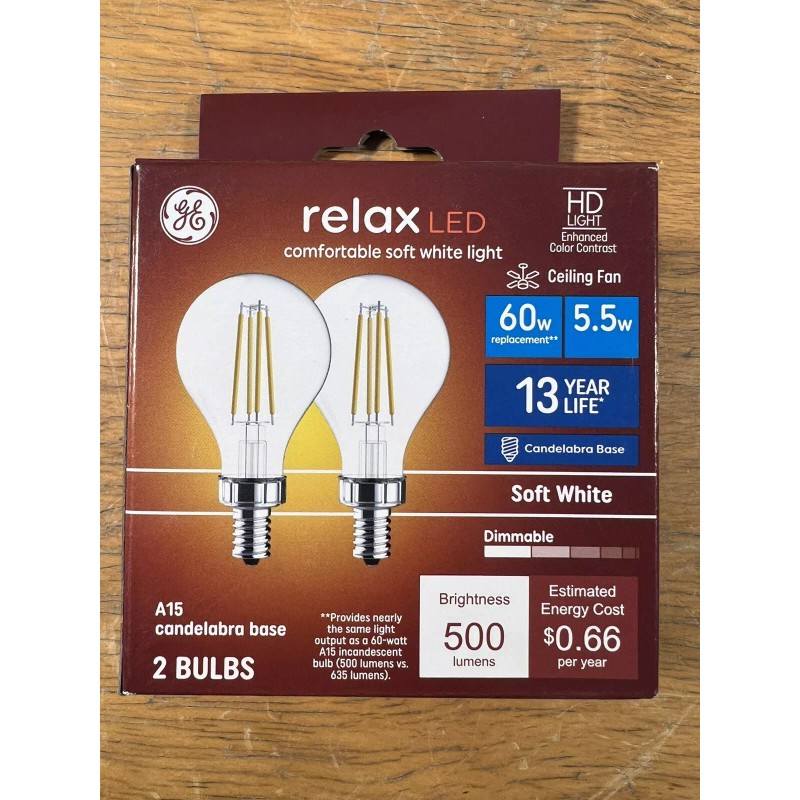 GE
relax LED
comfortable soft white light
HD
LIGHT
Enhanced
Color Contrast
Ceiling Fan
60w
replacement**
5.5w
13 YEAR
LIFE*
Candelabra Base
Soft White
Dimmable
A15
candelabra base
2 BULBS
**Provides nearly
the same light
output as a 60-watt
A15 incandescent
bulb (500 lumens vs.
635 lumens).
Brightness
500
lumens
Estimated
Energy Cost
$0.66
per year